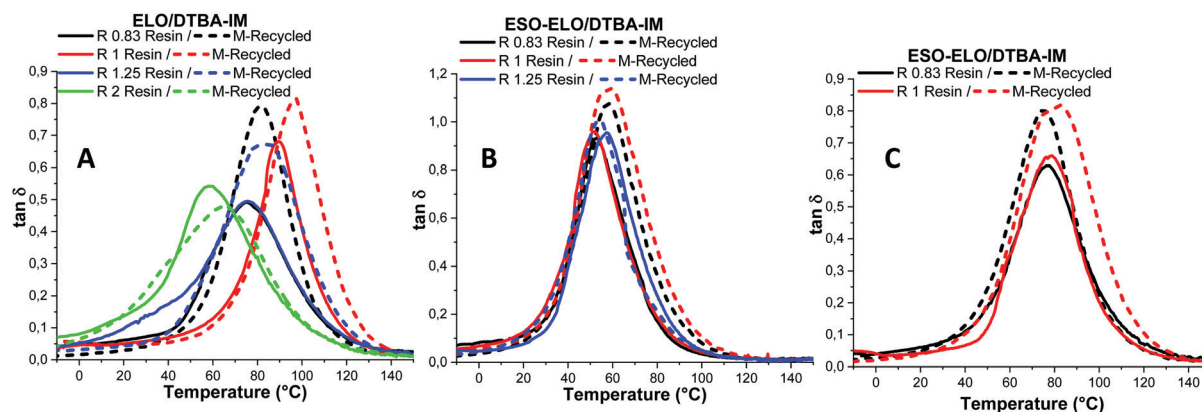 ELO/DTBA-IM
R 0.83 Resin / M-Recycled
R 1 Resin / M-Recycled
R 1.25 Resin / M-Recycled
R 2 Resin / M-Recycled
0,9
0,8
0,7
0,6
0,5
0,4
0,3
0,2
0,1
0,0
tan δ
A
0 20 40 60 80 100 120 140
Temperature (°C)
ESO-ELO/DTBA-IM
R 0.83 Resin / M-Recycled
R 1 Resin / M-Recycled
R 1.25 Resin / M-Recycled
1,2
1,0
0,8
0,6
0,4
0,2
0,0
tan δ
B
0 20 40 60 80 100 120 140
Temperature (°C)
ESO-ELO/DTBA-IM
R 0.83 Resin / M-Recycled
R 1 Resin / M-Recycled
0,9
0,8
0,7
0,6
0,5
0,4
0,3
0,2
0,1
0,0
tan δ
C
0 20 40 60 80 100 120 140
Temperature (°C)